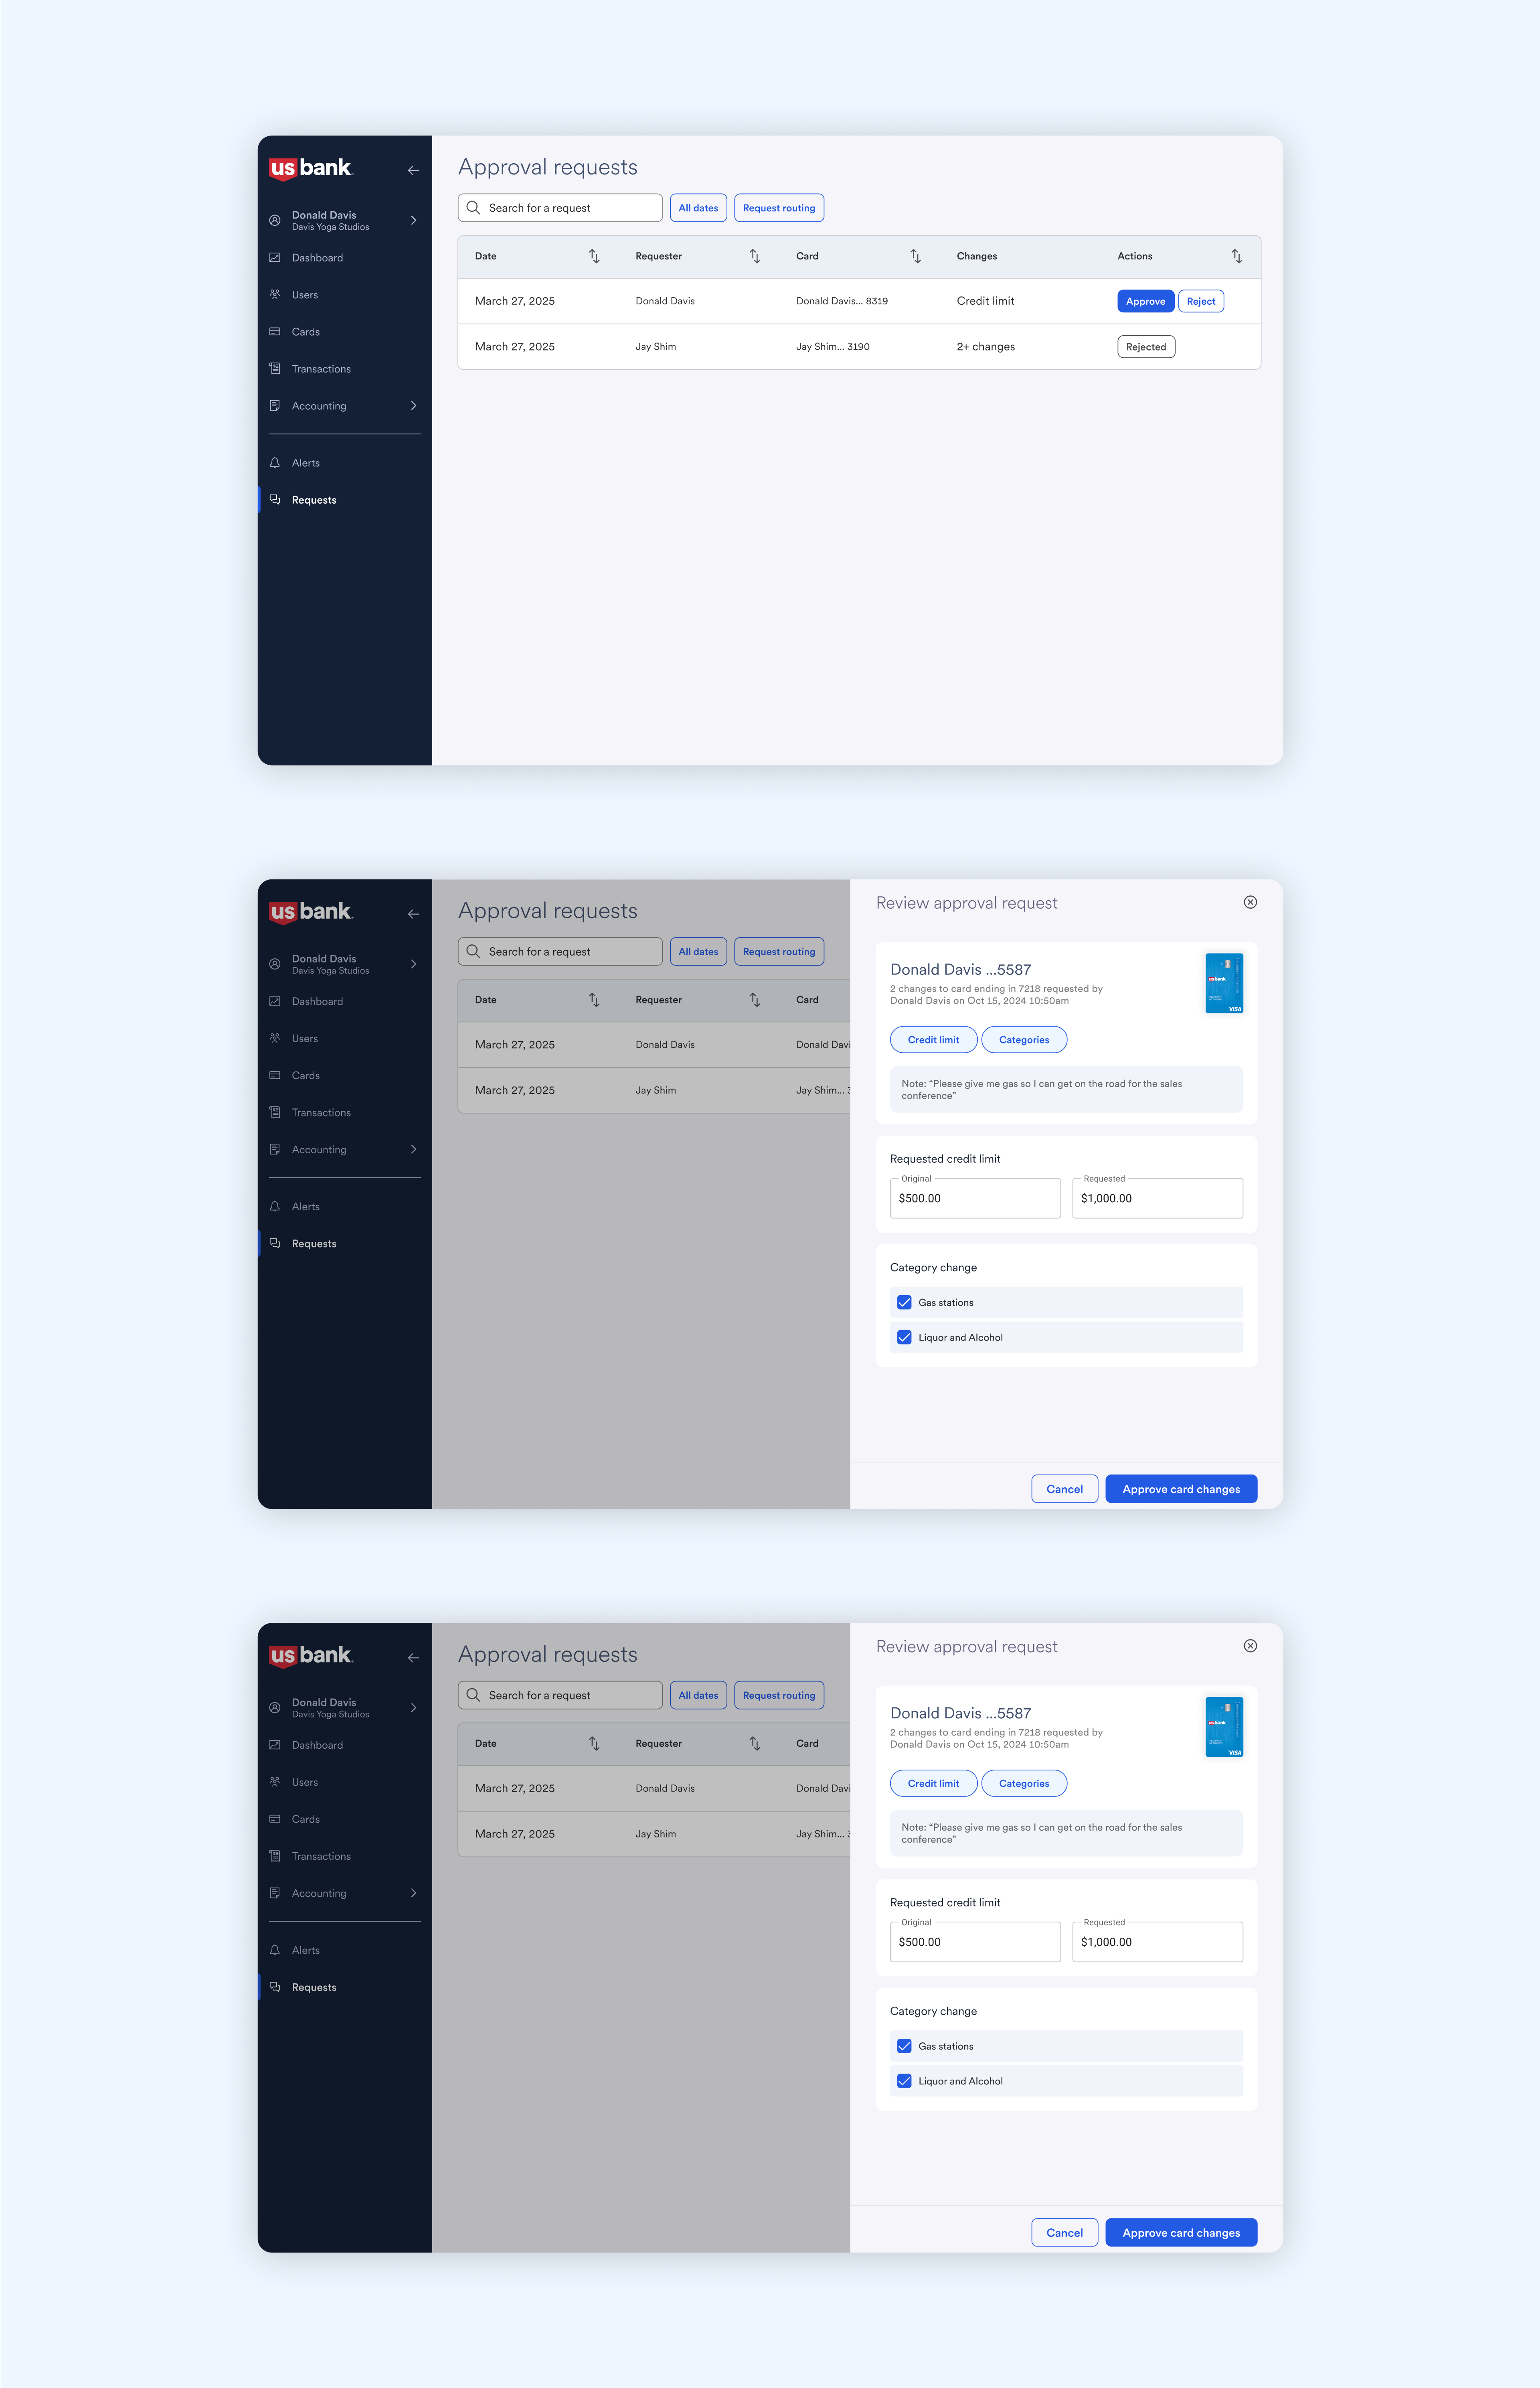 usbank
Donald Davis
Davis Yoga Studios
Dashboard
Users
Cards
Transactions
Accounting
Alerts
Requests
Approval requests
Search for a request
All dates
Request routing
Date Requester Card Changes Actions
March 27, 2025 Donald Davis Donald Davis... 8319 Credit limit Approve Reject
March 27, 2025 Jay Shim Jay Shim... 3190 2+ changes Rejected
usbank
Donald Davis
Davis Yoga Studios
Dashboard
Users
Cards
Transactions
Accounting
Alerts
Requests
Approval requests
Search for a request
All dates
Request routing
Date Requester Card
March 27, 2025 Donald Davis Donald Davi
March 27, 2025 Jay Shim Jay Shim...
Review approval request
Donald Davis ...5587
2 changes to card ending in 7218 requested by
Donald Davis on Oct 15, 2024 10:50am
usbank
VISA
Credit limit
Categories
Note: “Please give me gas so I can get on the road for the sales
conference”
Requested credit limit
Original
$500.00
Requested
$1,000.00
Category change
Gas stations
Liquor and Alcohol
Cancel
Approve card changes
usbank
Donald Davis
Davis Yoga Studios
Dashboard
Users
Cards
Transactions
Accounting
Alerts
Requests
Approval requests
Search for a request
All dates
Request routing
Date Requester Card
March 27, 2025 Donald Davis Donald Davi
March 27, 2025 Jay Shim Jay Shim...
Review approval request
Donald Davis ...5587
2 changes to card ending in 7218 requested by
Donald Davis on Oct 15, 2024 10:50am
usbank
VISA
Credit limit
Categories
Note: “Please give me gas so I can get on the road for the sales
conference”
Requested credit limit
Original
$500.00
Requested
$1,000.00
Category change
Gas stations
Liquor and Alcohol
Cancel
Approve card changes